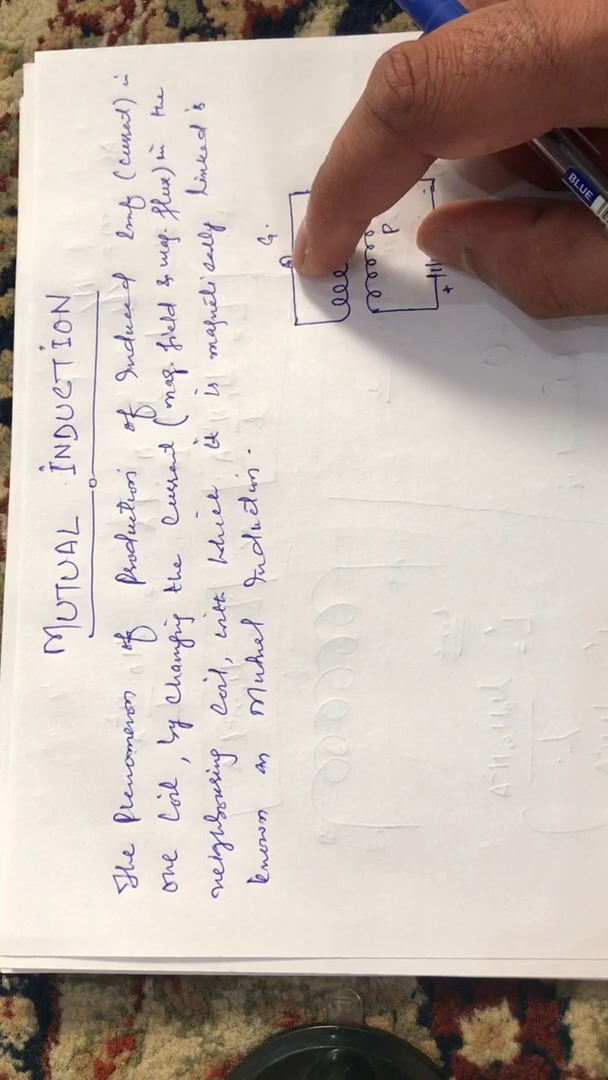 MUTUAL INDUCTION
The Phenomenon of Production of Induced emf (current) in
one coil, by changing the current (mag. field & mag. flux) in the
neighbouring coil, with which it is magnetically linked is
known as Mutual Induction.
G.
P
+
BLUE